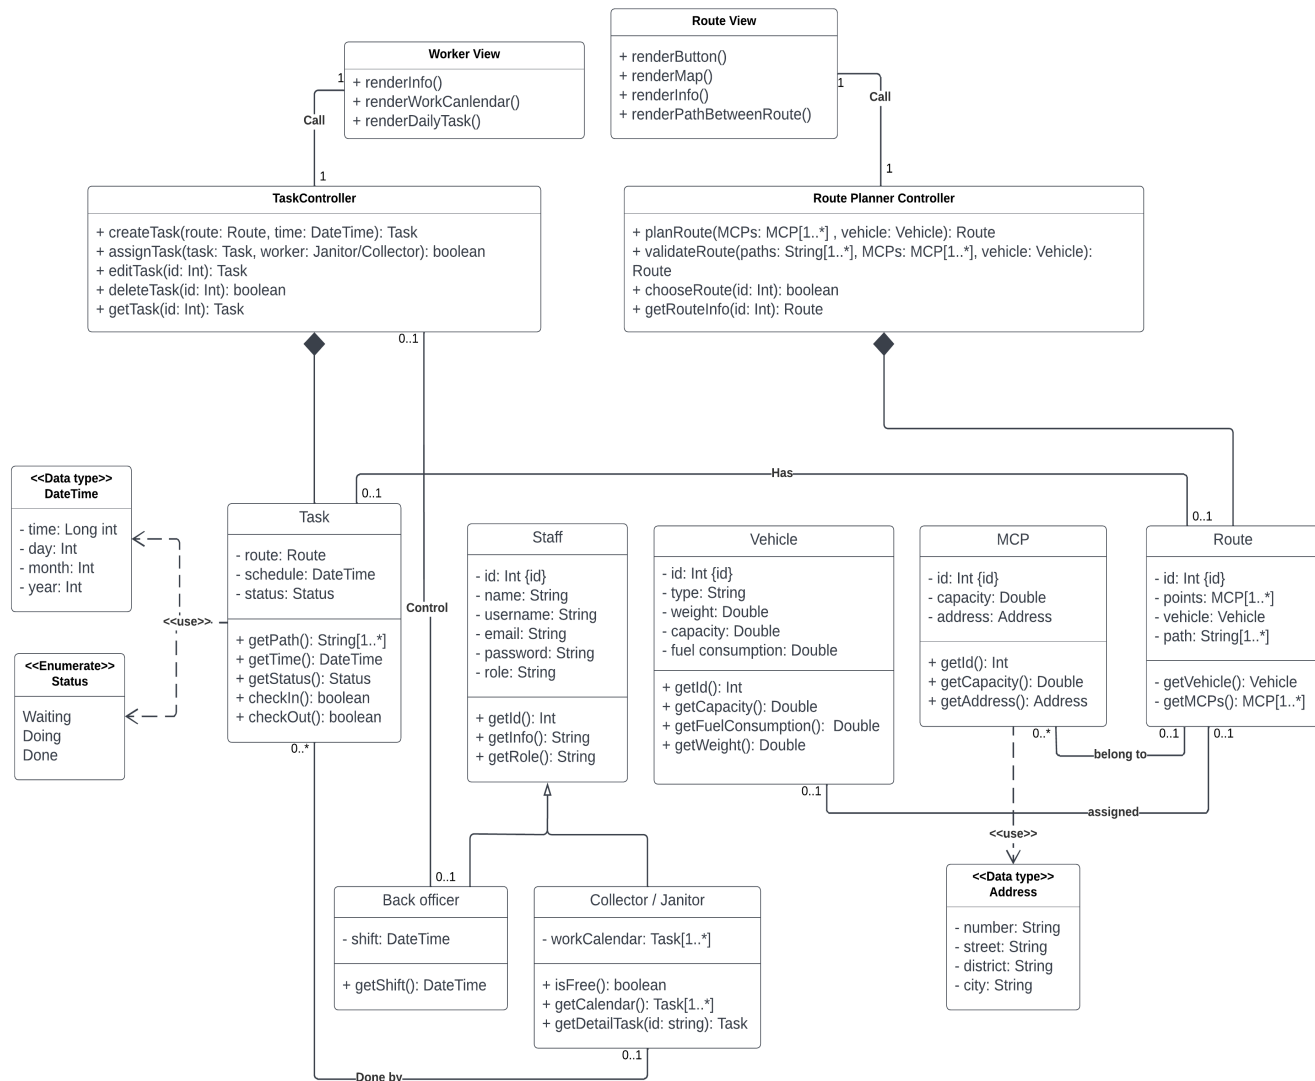 Route View
+ renderButton()
+ renderMap()
+ renderInfo()
+ renderPathBetweenRoute()
Worker View
+ renderInfo()
+ renderWorkCanlendar()
+ renderDailyTask()
1
Call
1
1
Call
1
TaskController
+ createTask(route: Route, time: DateTime): Task
+ assignTask(task: Task, worker: Janitor/Collector): boolean
+ editTask(id: Int): Task
+ deleteTask(id: Int): boolean
+ getTask(id: Int): Task
Route Planner Controller
+ planRoute(MCPs: MCP[1..*] , vehicle: Vehicle): Route
+ validateRoute(paths: String[1..*], MCPs: MCP[1..*], vehicle: Vehicle):
Route
+ chooseRoute(id: Int): boolean
+ getRouteInfo(id: Int): Route
0..1
Has
0..1
0..1
<<Data type>>
DateTime
- time: Long int
- day: Int
- month: Int
- year: Int
<<use>>
<<Enumerate>>
Status
Waiting
Doing
Done
Task
- route: Route
- schedule: DateTime
- status: Status
+ getPath(): String[1..*]
+ getTime(): DateTime
+ getStatus(): Status
+ checkIn(): boolean
+ checkOut(): boolean
0..*
Control
Staff
- id: Int {id}
- name: String
- username: String
- email: String
- password: String
- role: String
+ getId(): Int
+ getInfo(): String
+ getRole(): String
Vehicle
- id: Int {id}
- type: String
- weight: Double
- capacity: Double
- fuel consumption: Double
+ getId(): Int
+ getCapacity(): Double
+ getFuelConsumption():  Double
+ getWeight(): Double
0..1
MCP
- id: Int {id}
- capacity: Double
- address: Address
+ getId(): Int
+ getCapacity(): Double
+ getAddress(): Address
0..*
Route
- id: Int {id}
- points: MCP[1..*]
- vehicle: Vehicle
- path: String[1..*]
- getVehicle(): Vehicle
- getMCPs(): MCP[1..*]
0..1
0..1
belong to
assigned
<<use>>
<<Data type>>
Address
- number: String
- street: String
- district: String
- city: String
0..1
Back officer
- shift: DateTime
+ getShift(): DateTime
Collector / Janitor
- workCalendar: Task[1..*]
+ isFree(): boolean
+ getCalendar(): Task[1..*]
+ getDetailTask(id: string): Task
0..1
Done by